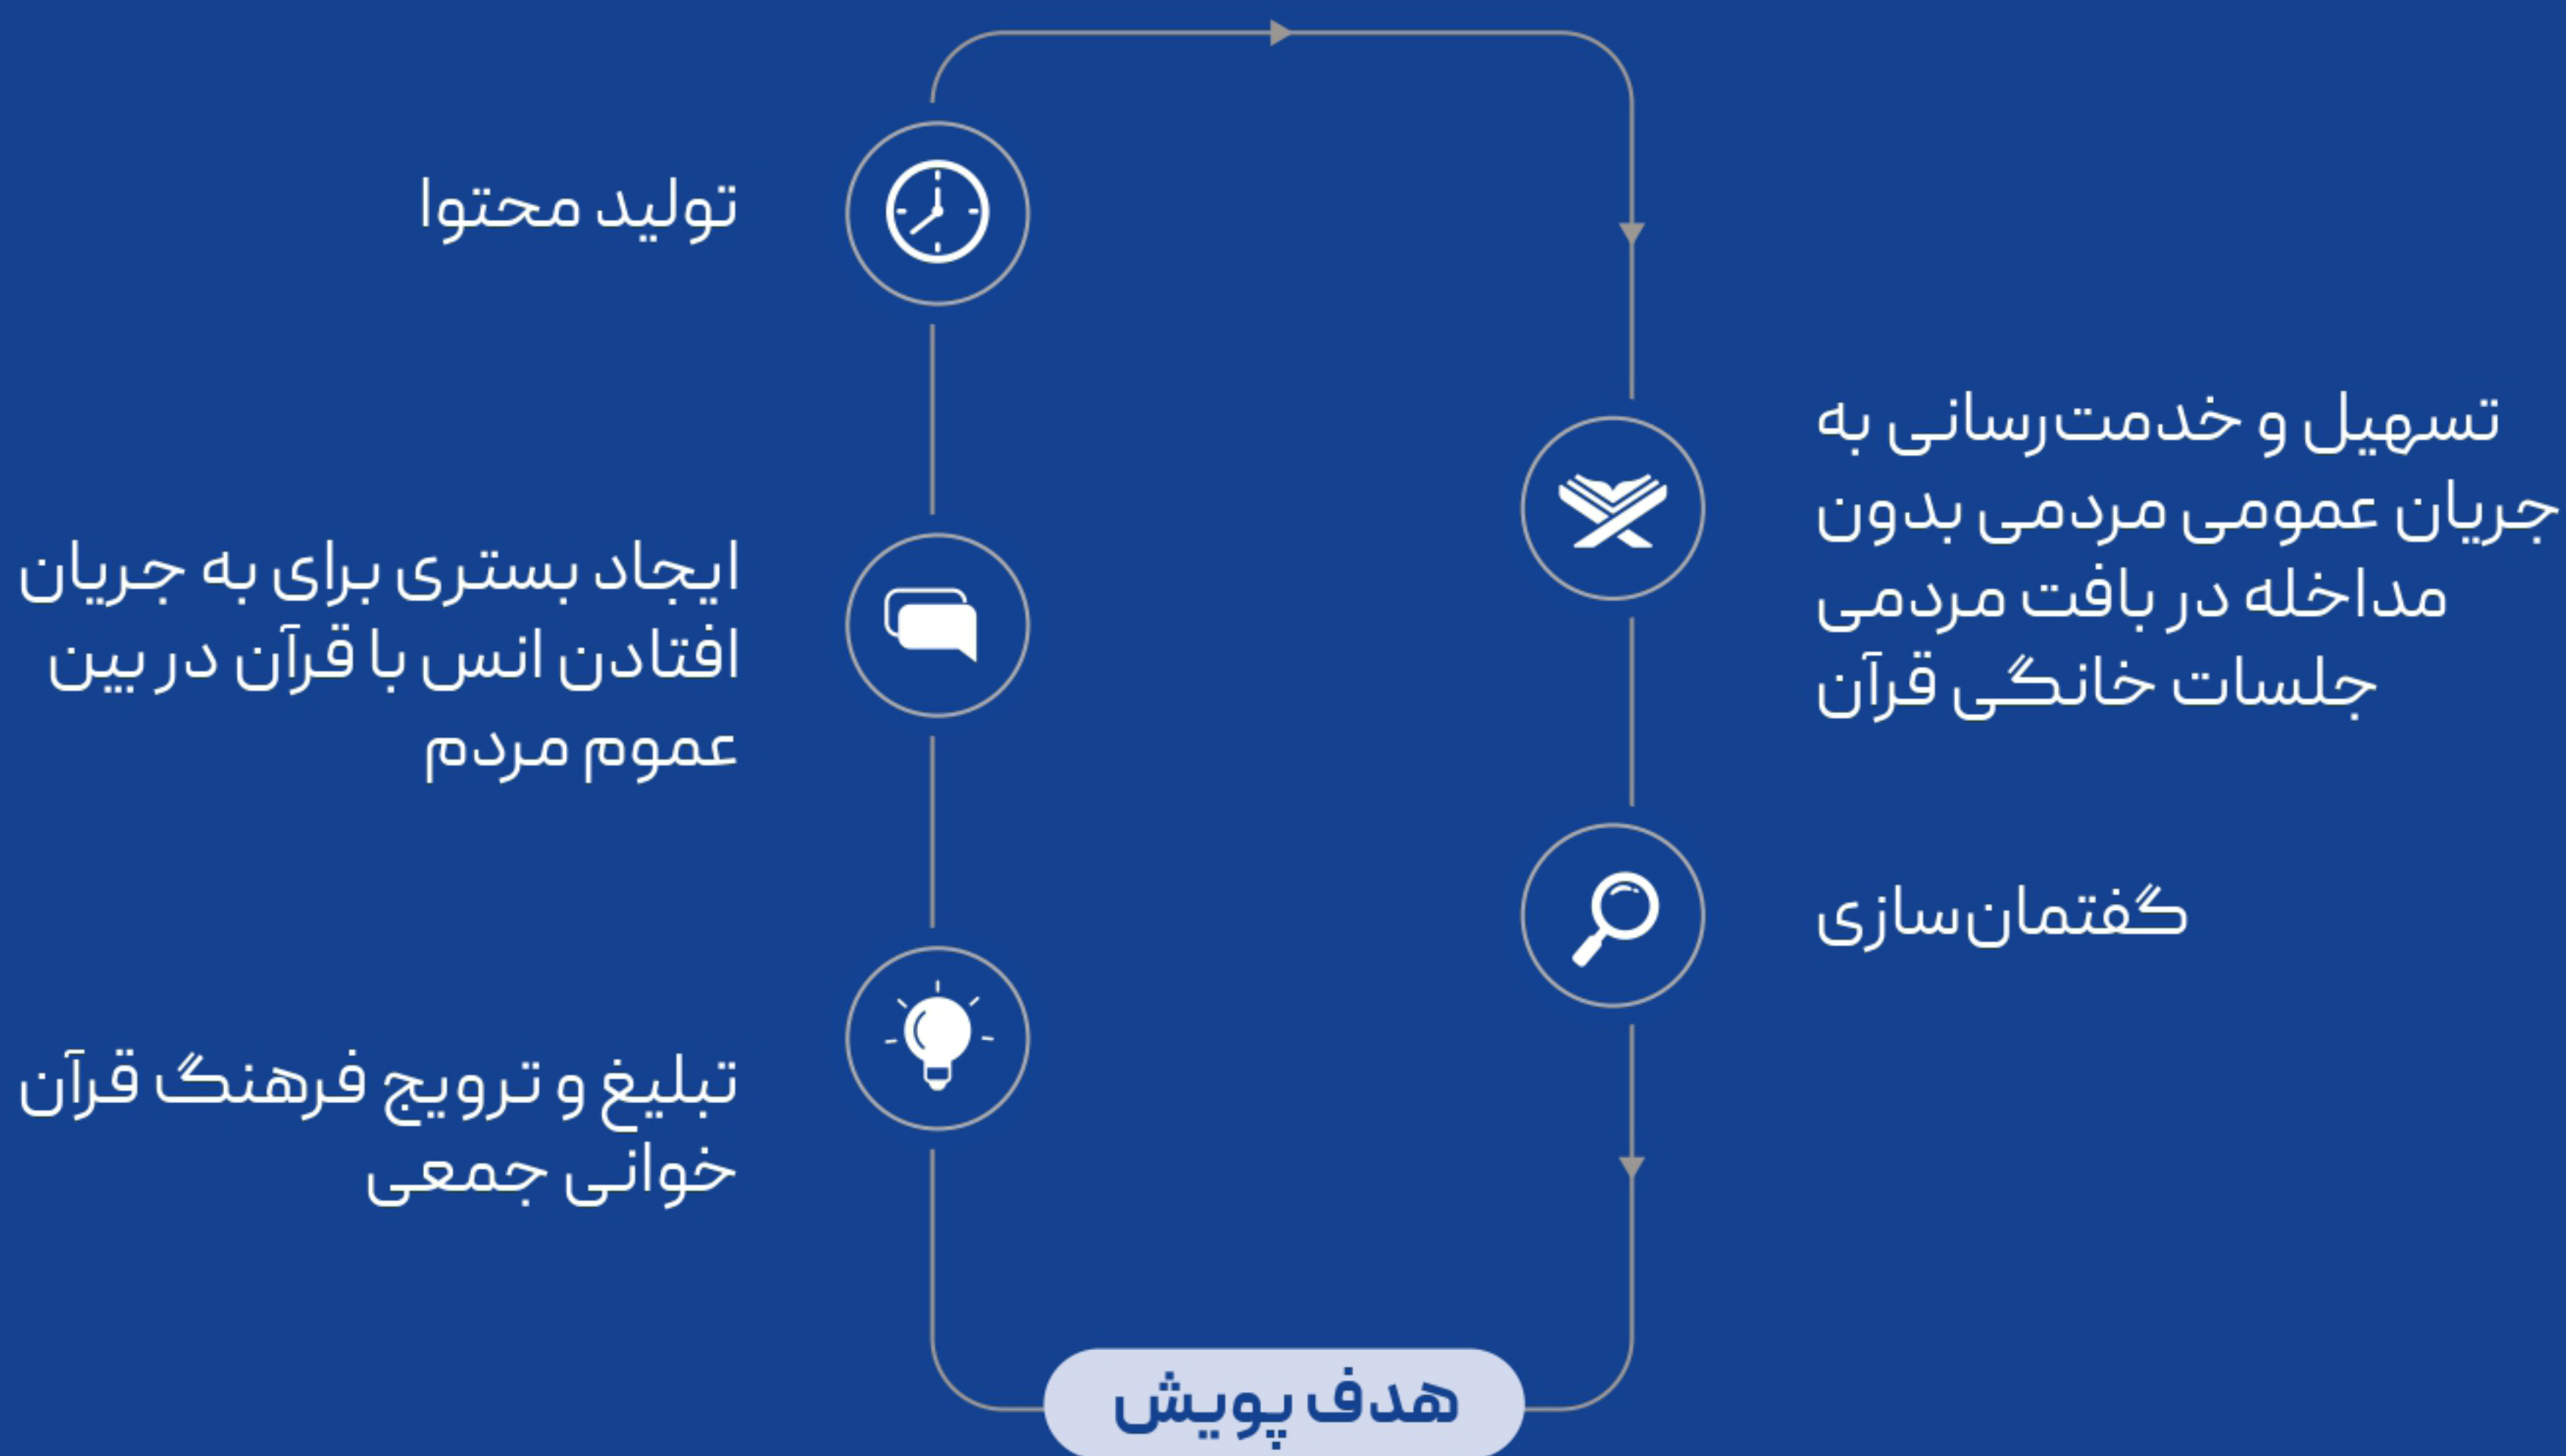 تولید محتوا
ایجاد بستری برای به جریان
افتادن انس با قرآن در بین
عموم مردم
تبلیغ و ترویج فرهنگ قرآن
خوانی جمعی
تسهیل و خدمت‌رسانی به
جریان عمومی مردمی بدون
مداخله در بافت مردمی
جلسات خانگی قرآن
گفتمان‌سازی
هدف پویش